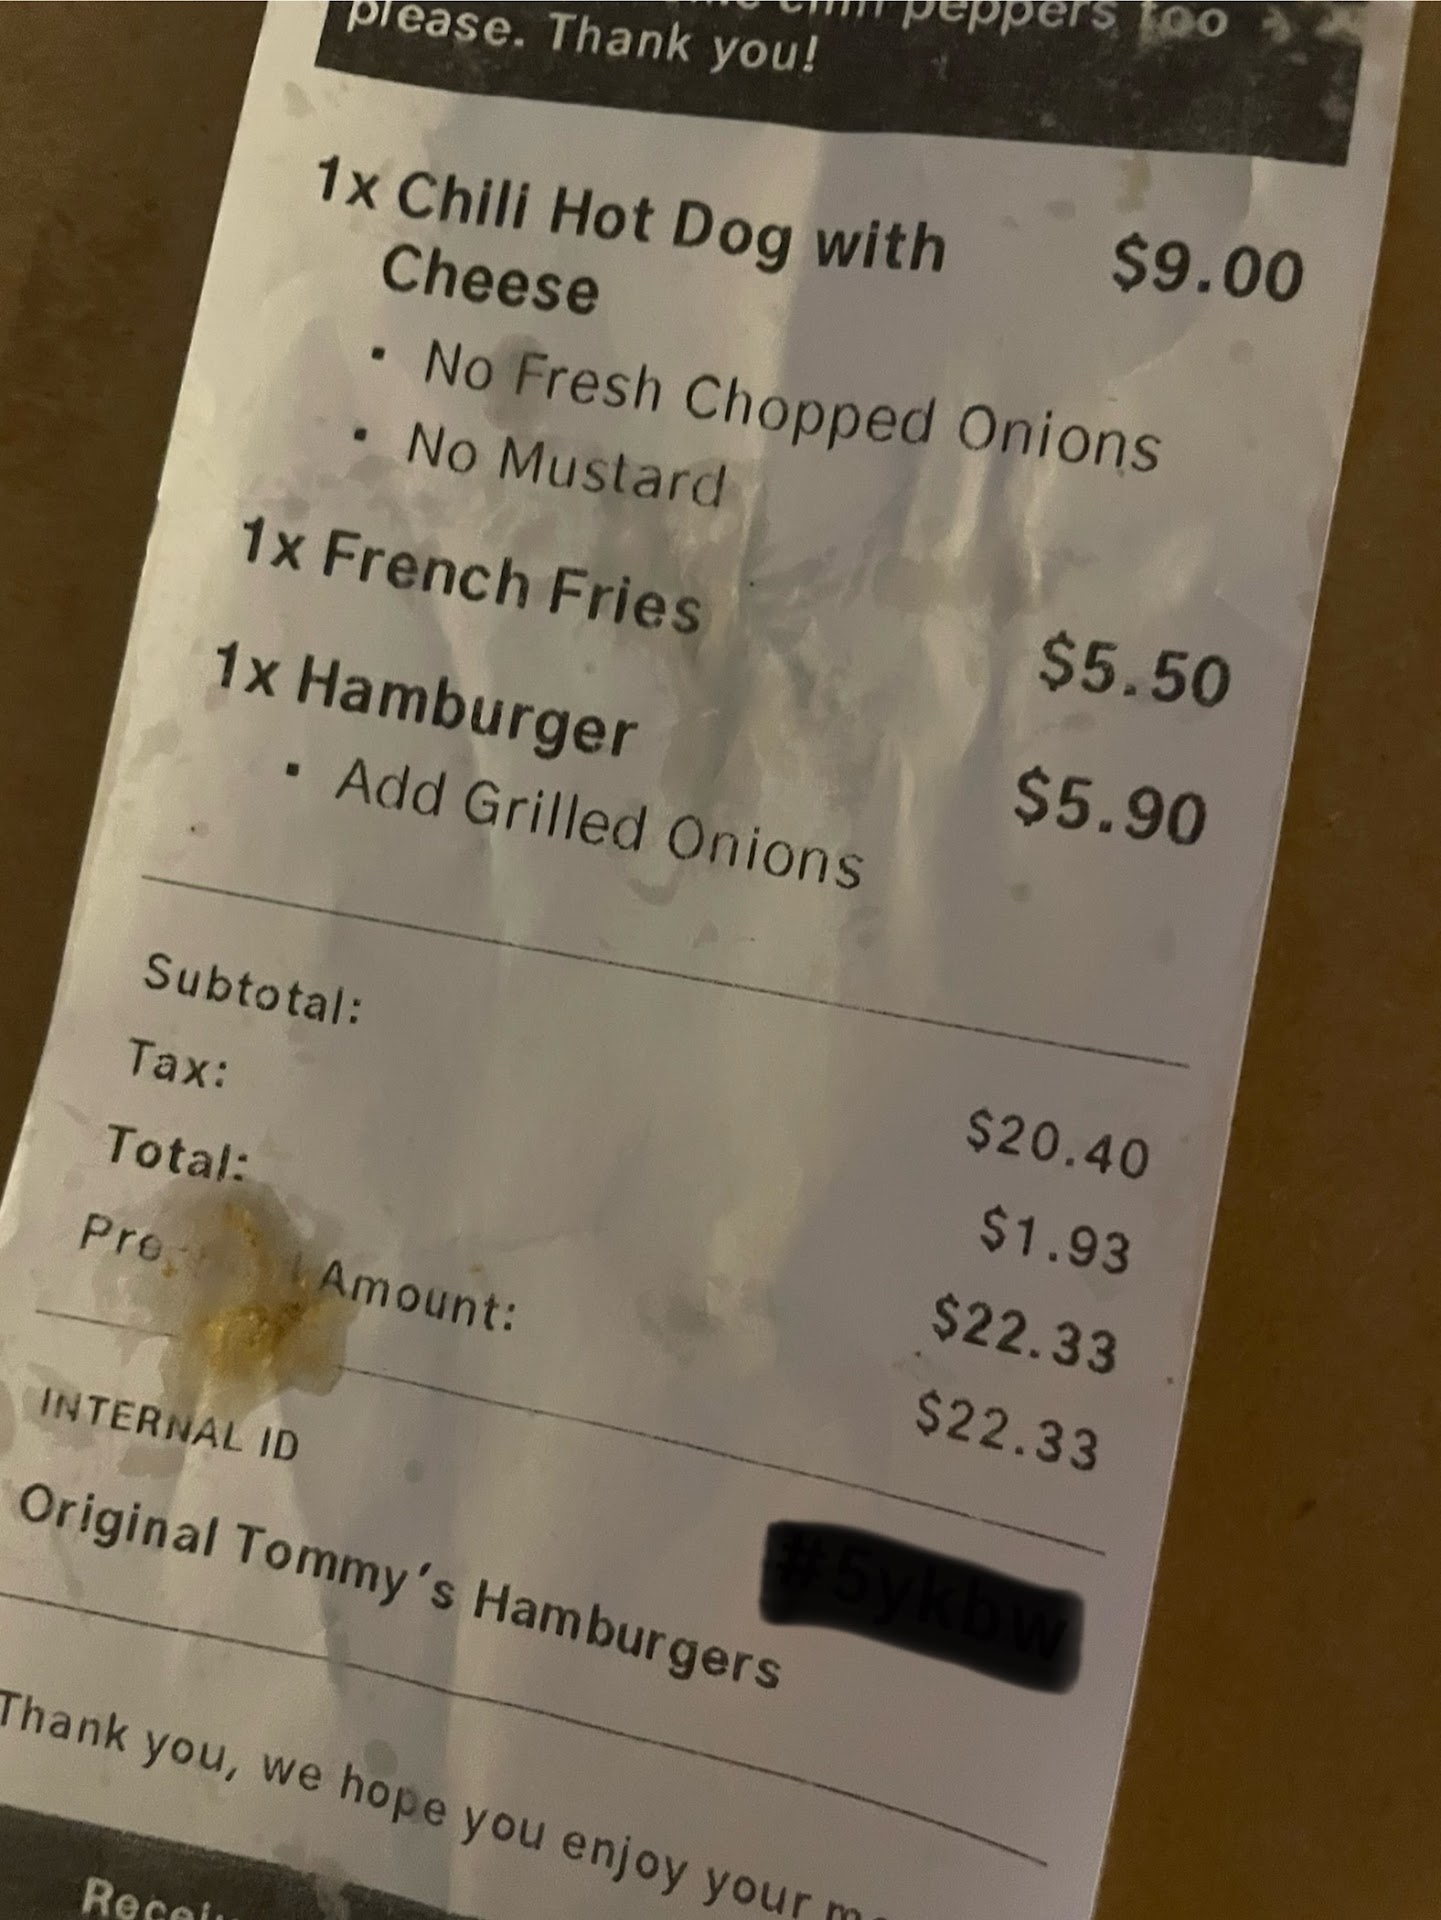 chili peppers too
please. Thank you!
1x Chili Hot Dog with $9.00
Cheese
· No Fresh Chopped Onions
· No Mustard
1x French Fries $5.50
1x Hamburger $5.90
· Add Grilled Onions
Subtotal: $20.40
Tax: $1.93
Total: $22.33
Amount: $22.33
INTERNAL ID
Original Tommy's Hamburgers
Thank you, we hope you enjoy your